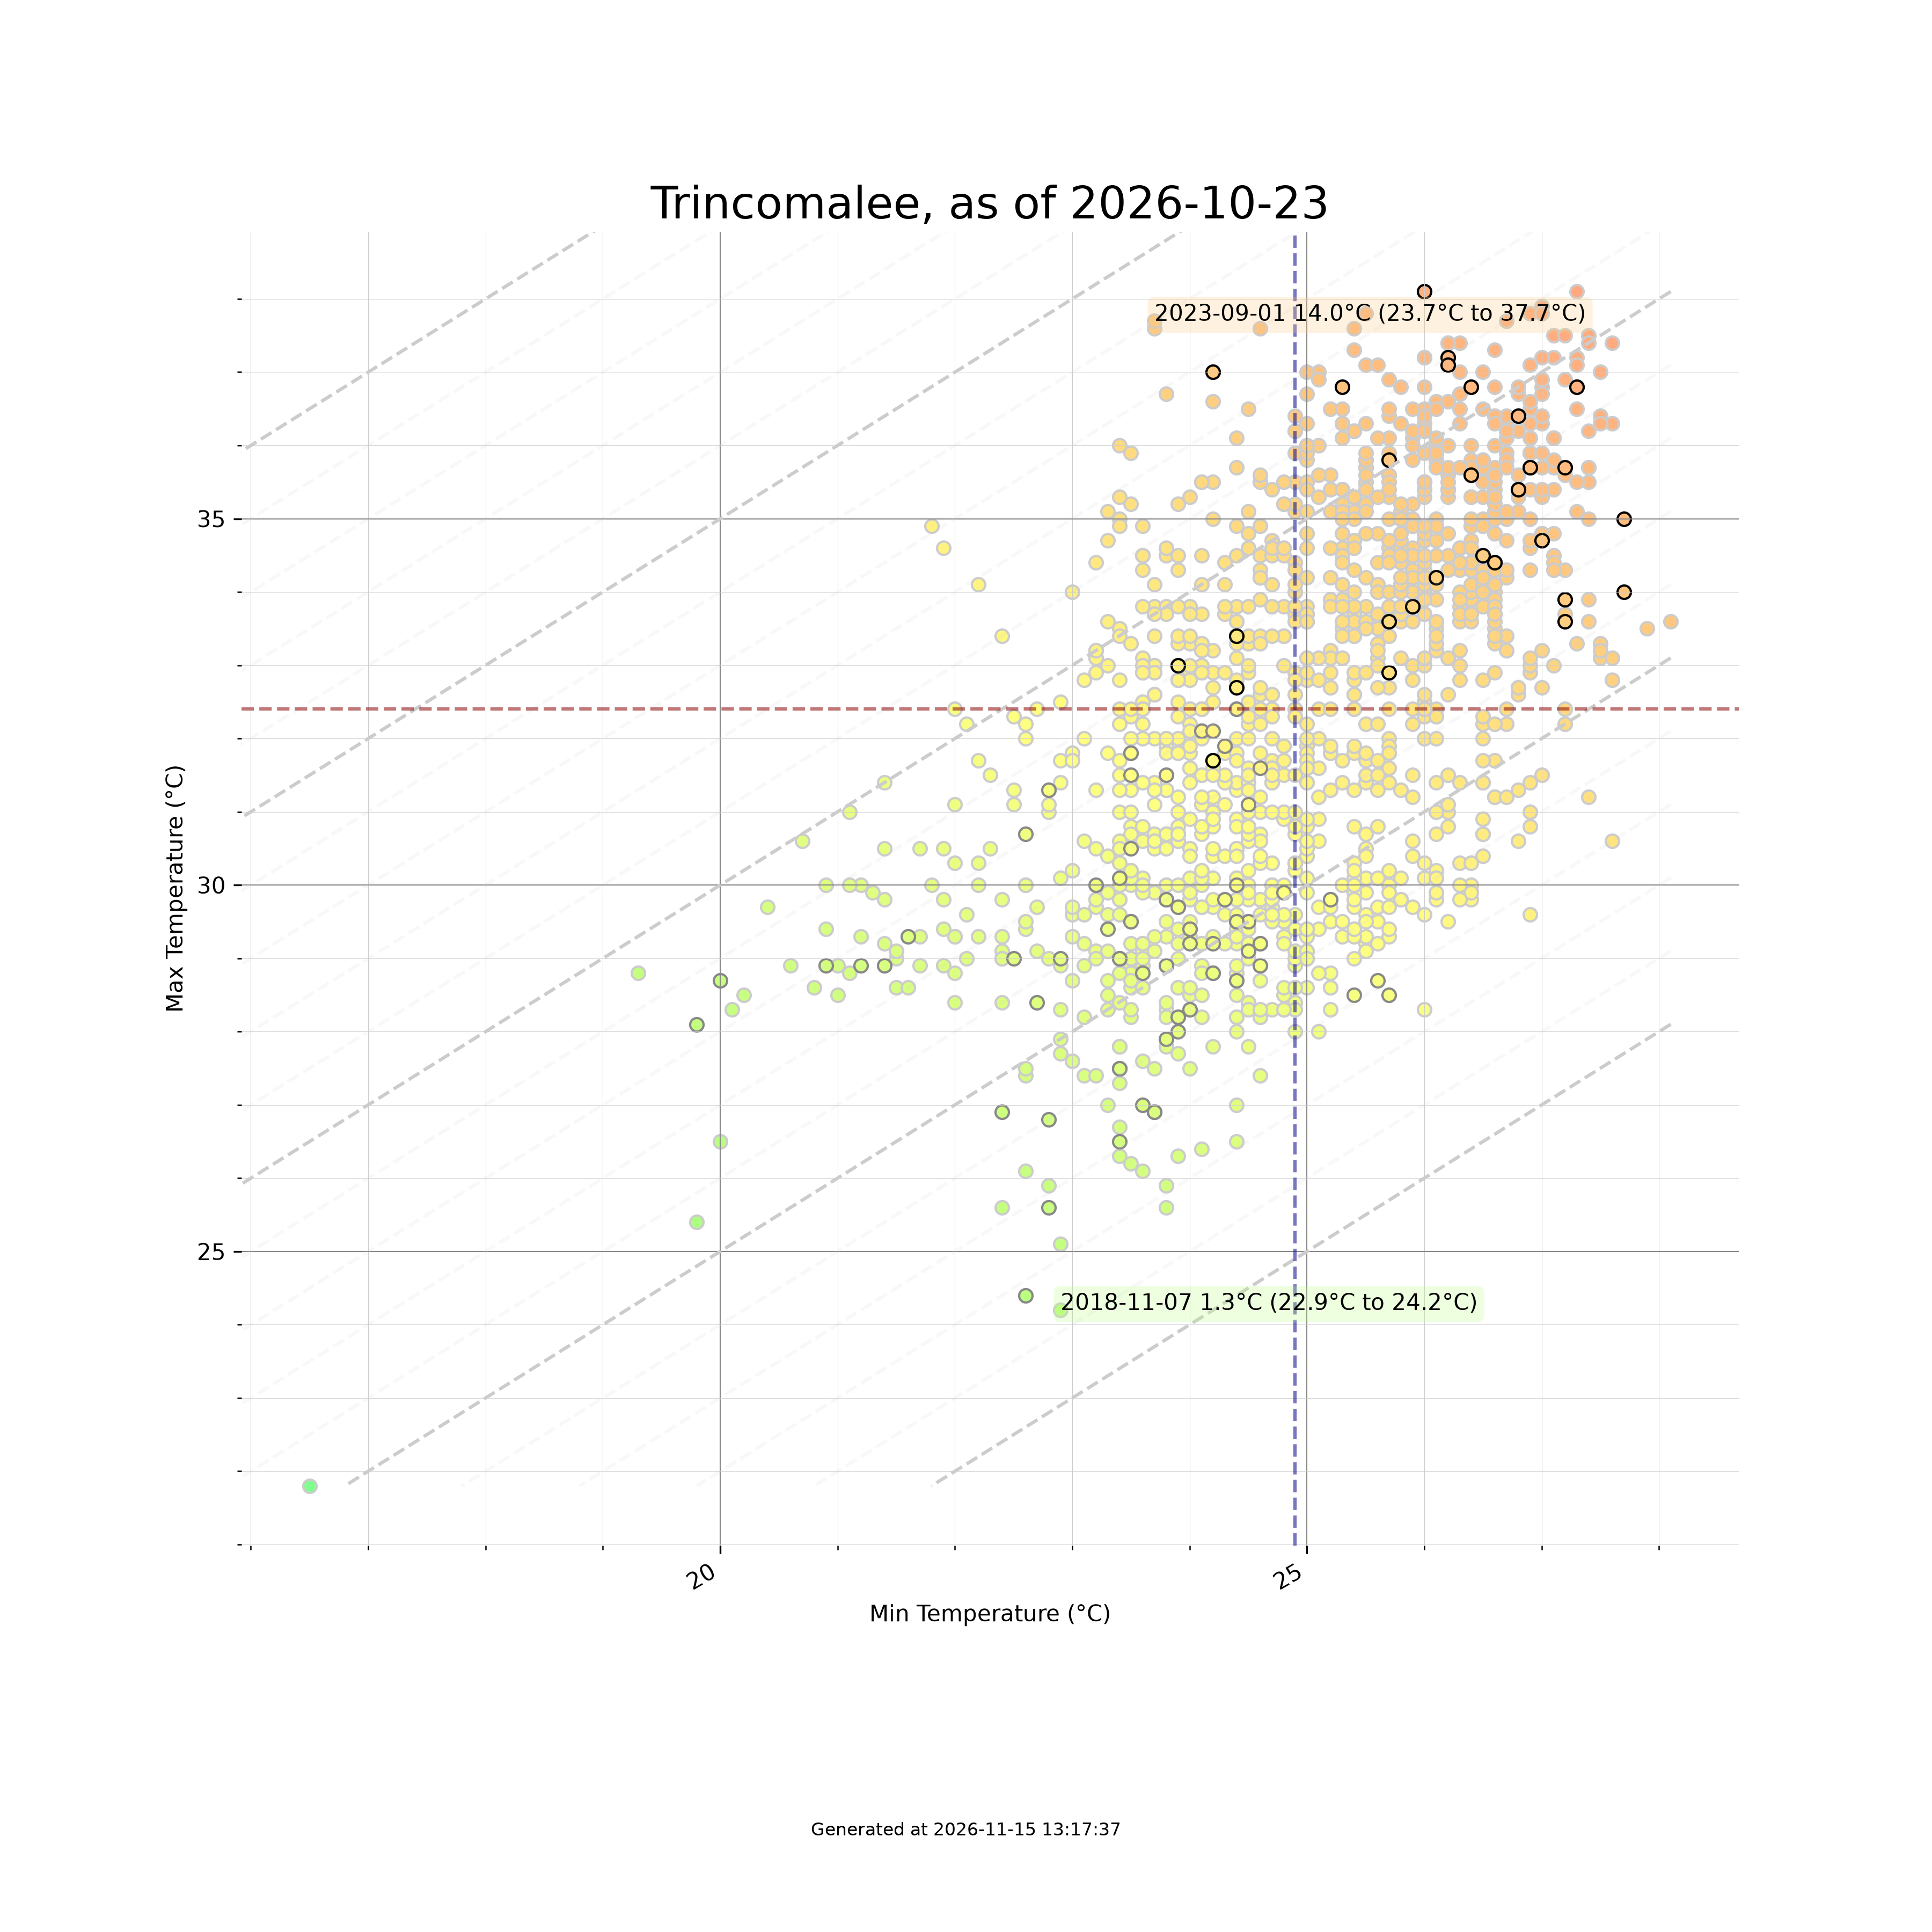 Trincomalee, as of 2026-10-23
2023-09-01 14.0°C (23.7°C to 37.7°C)
35
30
25
Max Temperature (°C)
2018-11-07 1.3°C (22.9°C to 24.2°C)
20
25
Min Temperature (°C)
Generated at 2026-11-15 13:17:37